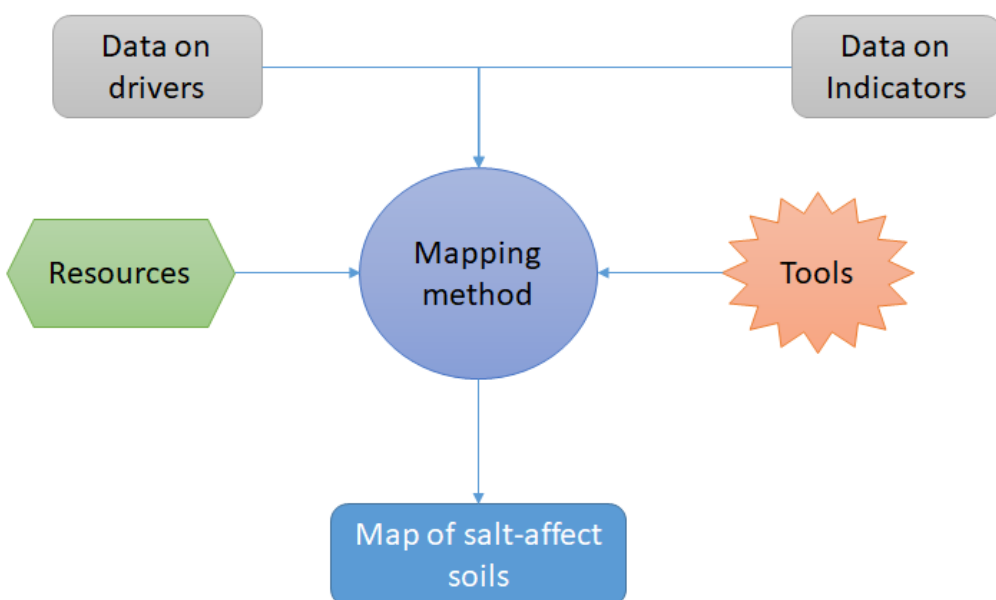 Data on
drivers
Data on
Indicators
Resources
Mapping
method
Tools
Map of salt-affect
soils